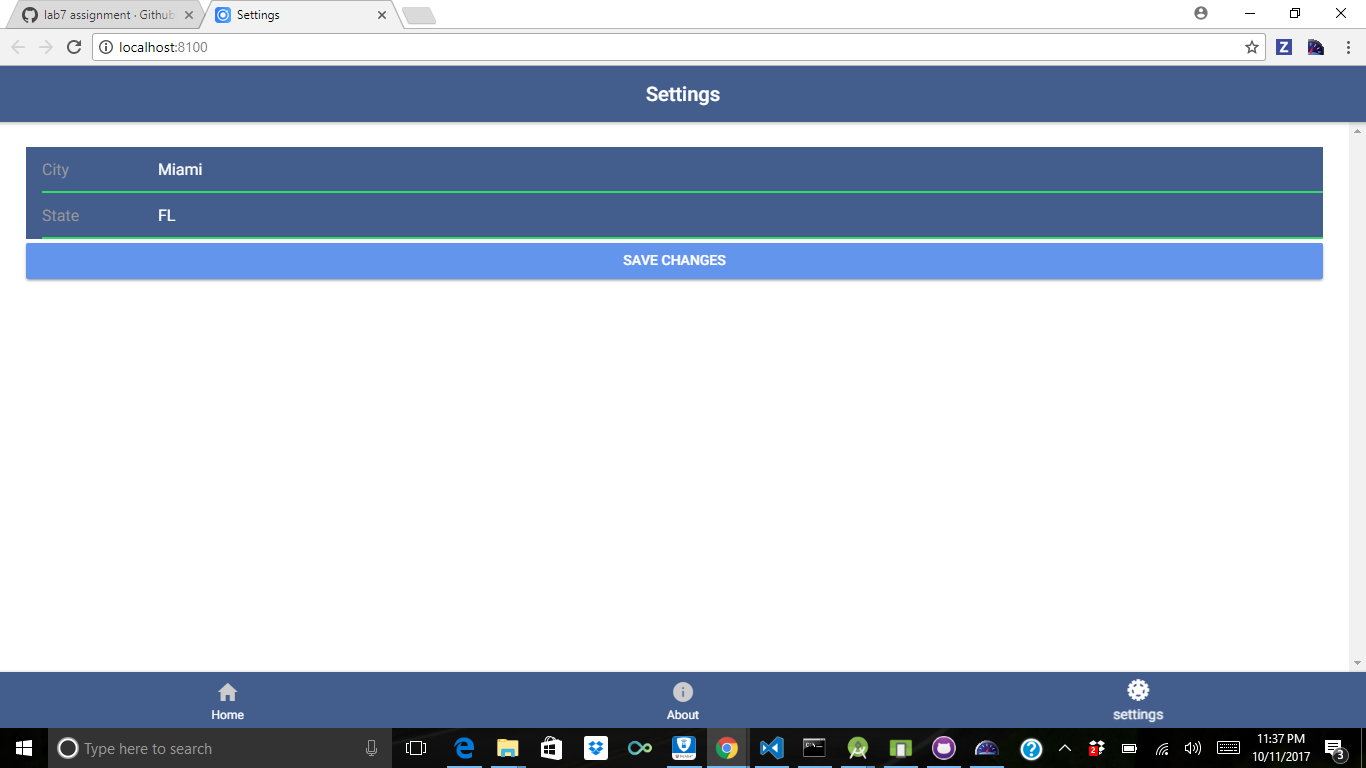 lab7 assignment · Github
Settings
localhost:8100
Z
Settings
City Miami
State FL
SAVE CHANGES
Home
About
settings
Type here to search
11:37 PM
10/11/2017
3